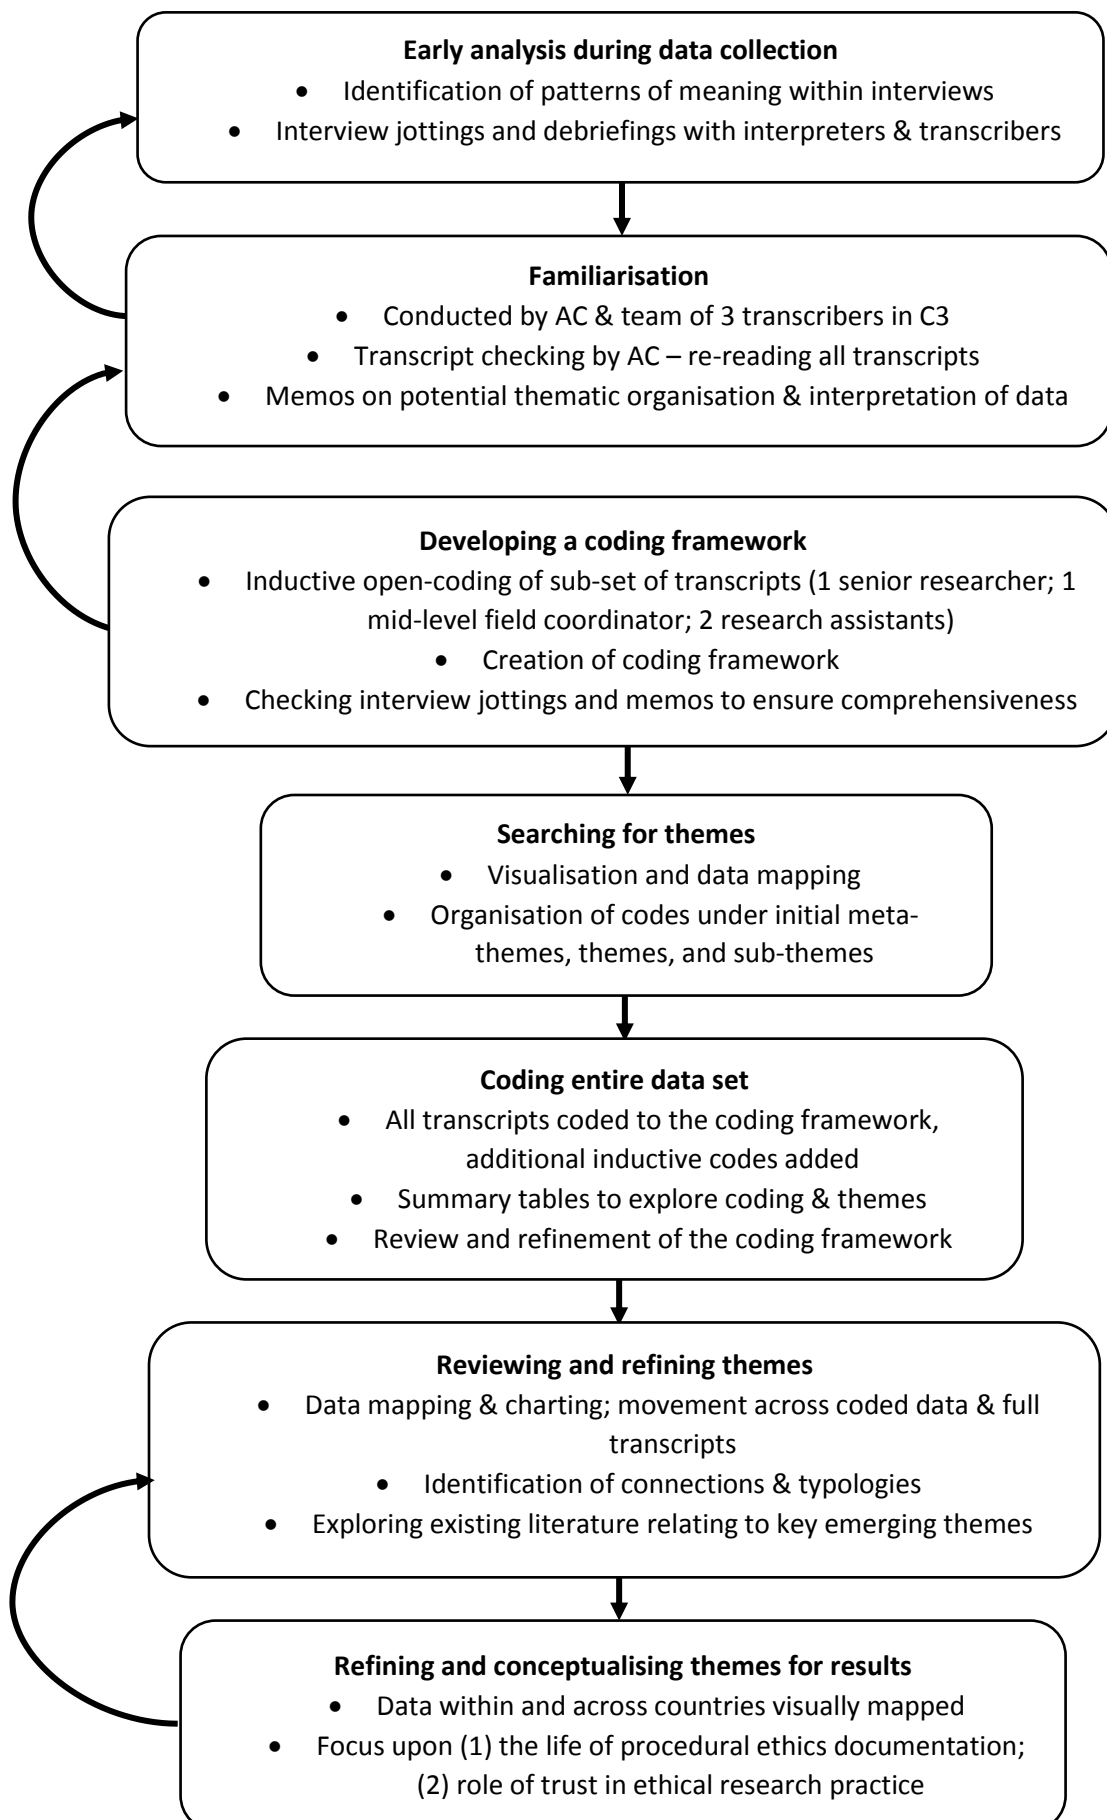 Early analysis during data collection
• Identification of patterns of meaning within interviews
• Interview jottings and debriefings with interpreters & transcribers
Familiarisation
• Conducted by AC & team of 3 transcribers in C3
• Transcript checking by AC – re-reading all transcripts
• Memos on potential thematic organisation & interpretation of data
Developing a coding framework
• Inductive open-coding of sub-set of transcripts (1 senior researcher; 1
mid-level field coordinator; 2 research assistants)
• Creation of coding framework
• Checking interview jottings and memos to ensure comprehensiveness
Searching for themes
• Visualisation and data mapping
• Organisation of codes under initial meta-
themes, themes, and sub-themes
Coding entire data set
• All transcripts coded to the coding framework,
additional inductive codes added
• Summary tables to explore coding & themes
• Review and refinement of the coding framework
Reviewing and refining themes
• Data mapping & charting; movement across coded data & full
transcripts
• Identification of connections & typologies
• Exploring existing literature relating to key emerging themes
Refining and conceptualising themes for results
• Data within and across countries visually mapped
• Focus upon (1) the life of procedural ethics documentation;
(2) role of trust in ethical research practice